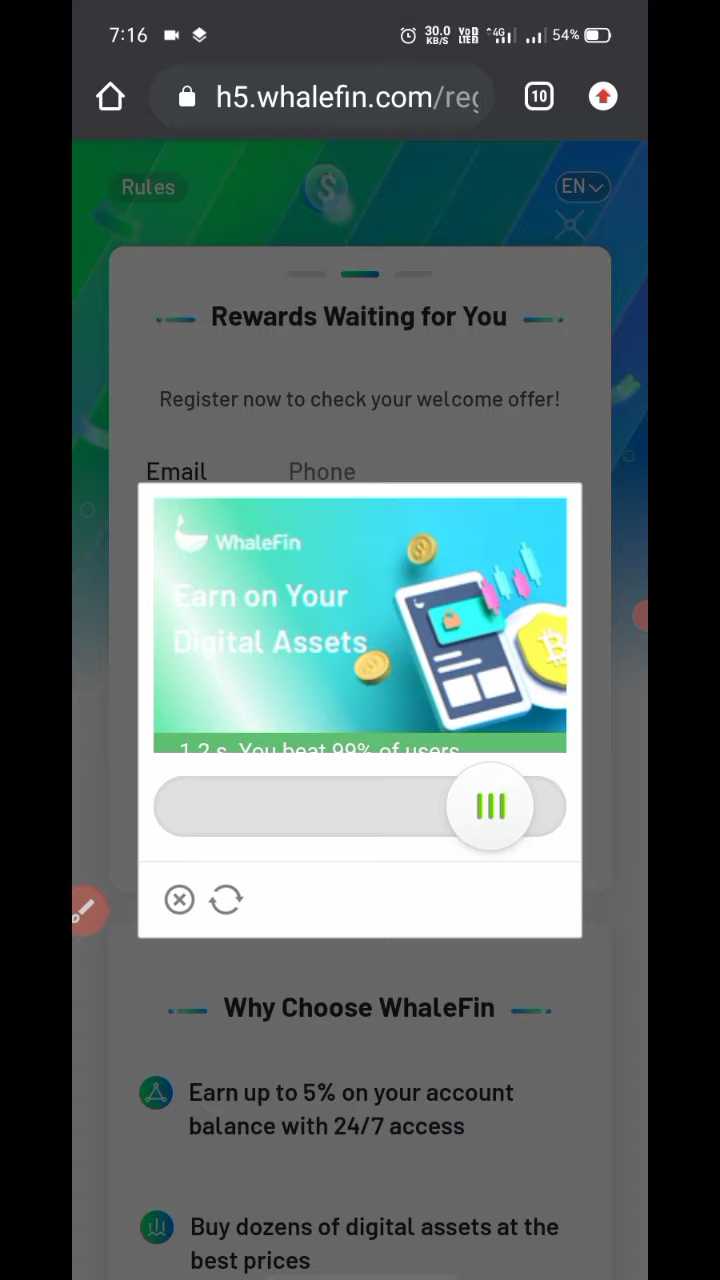 7:16
30.0
KB/S
VoD
LTE2
4G
54%
h5.whalefin.com/reg
10
Rules
EN
Rewards Waiting for You
Register now to check your welcome offer!
Email
Phone
WhaleFin
Earn on Your
Digital Assets
1.2 s. You beat 99% of users
Why Choose WhaleFin
Earn up to 5% on your account
balance with 24/7 access
Buy dozens of digital assets at the
best prices